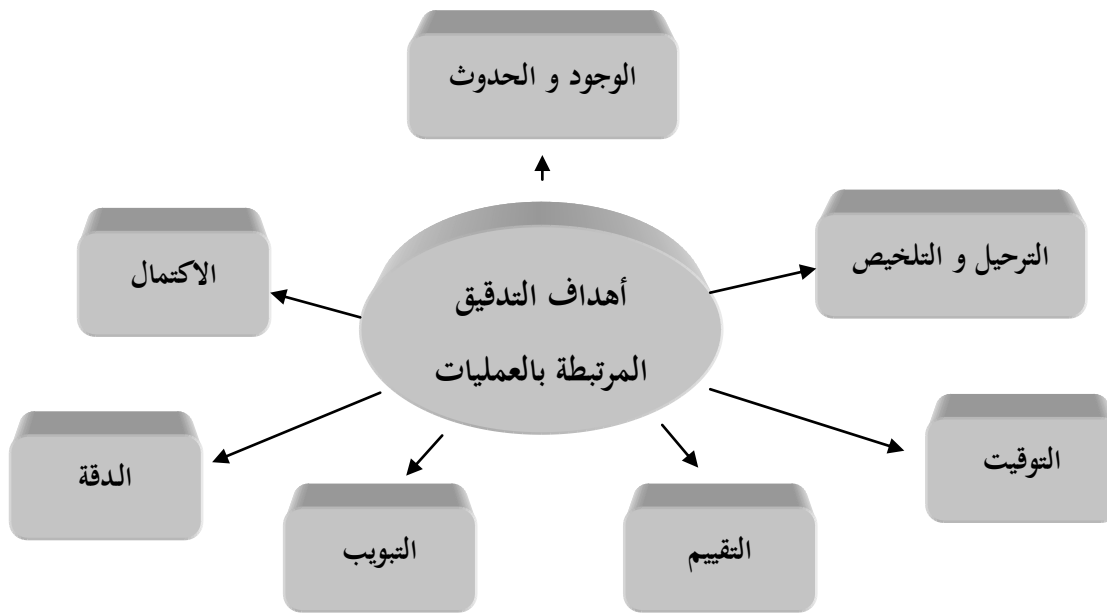 الوجود و الحدوث
الترحيل و التلخيص
الاكتمال
أهداف التدقيق
المرتبطة بالعمليات
التوقيت
الدقة
التقييم
التبويب